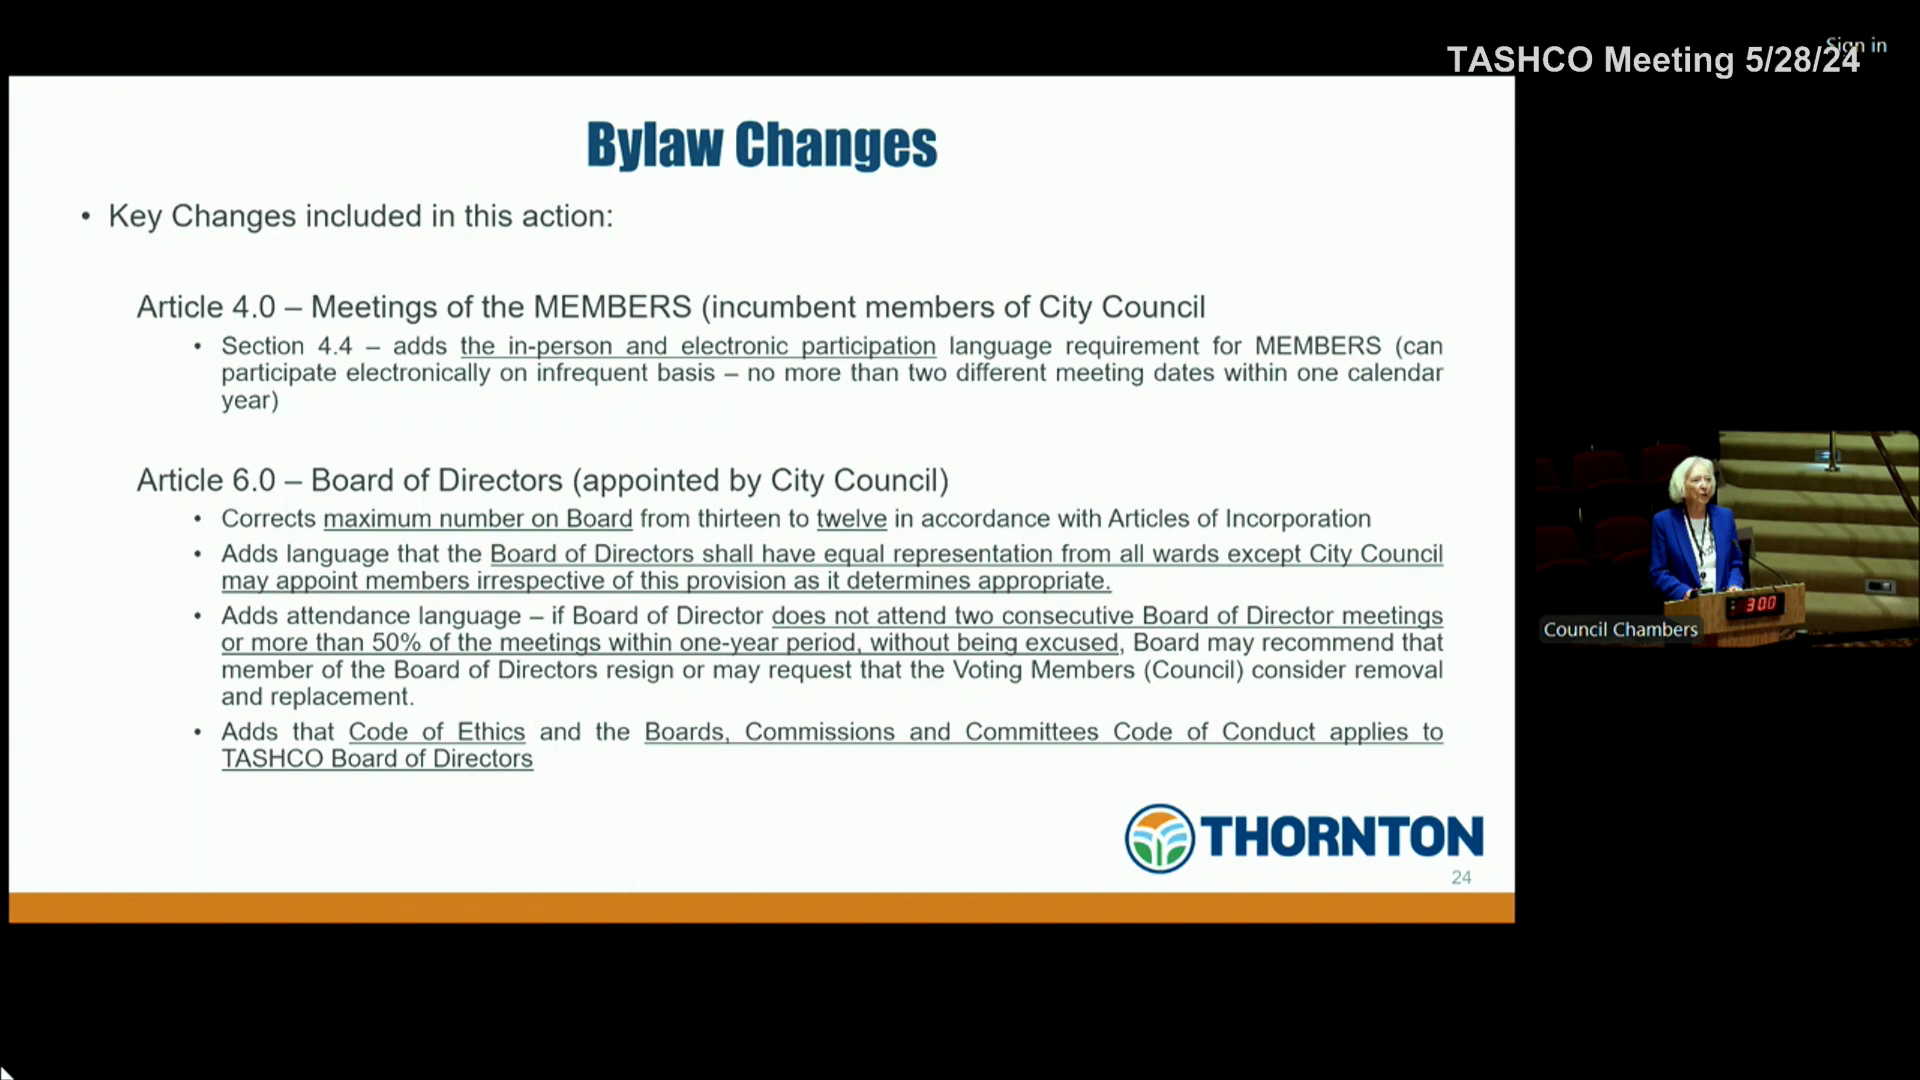 Sign in
TASHCO Meeting 5/28/24
Bylaw Changes
• Key Changes included in this action:
Article 4.0 – Meetings of the MEMBERS (incumbent members of City Council
• Section 4.4 – adds the in-person and electronic participation language requirement for MEMBERS (can
participate electronically on infrequent basis – no more than two different meeting dates within one calendar
year)
Article 6.0 – Board of Directors (appointed by City Council)
• Corrects maximum number on Board from thirteen to twelve in accordance with Articles of Incorporation
• Adds language that the Board of Directors shall have equal representation from all wards except City Council
may appoint members irrespective of this provision as it determines appropriate.
• Adds attendance language – if Board of Director does not attend two consecutive Board of Director meetings
or more than 50% of the meetings within one-year period, without being excused, Board may recommend that
member of the Board of Directors resign or may request that the Voting Members (Council) consider removal
and replacement.
• Adds that Code of Ethics and the Boards, Commissions and Committees Code of Conduct applies to
TASHCO Board of Directors
THORNTON
24
300
Council Chambers